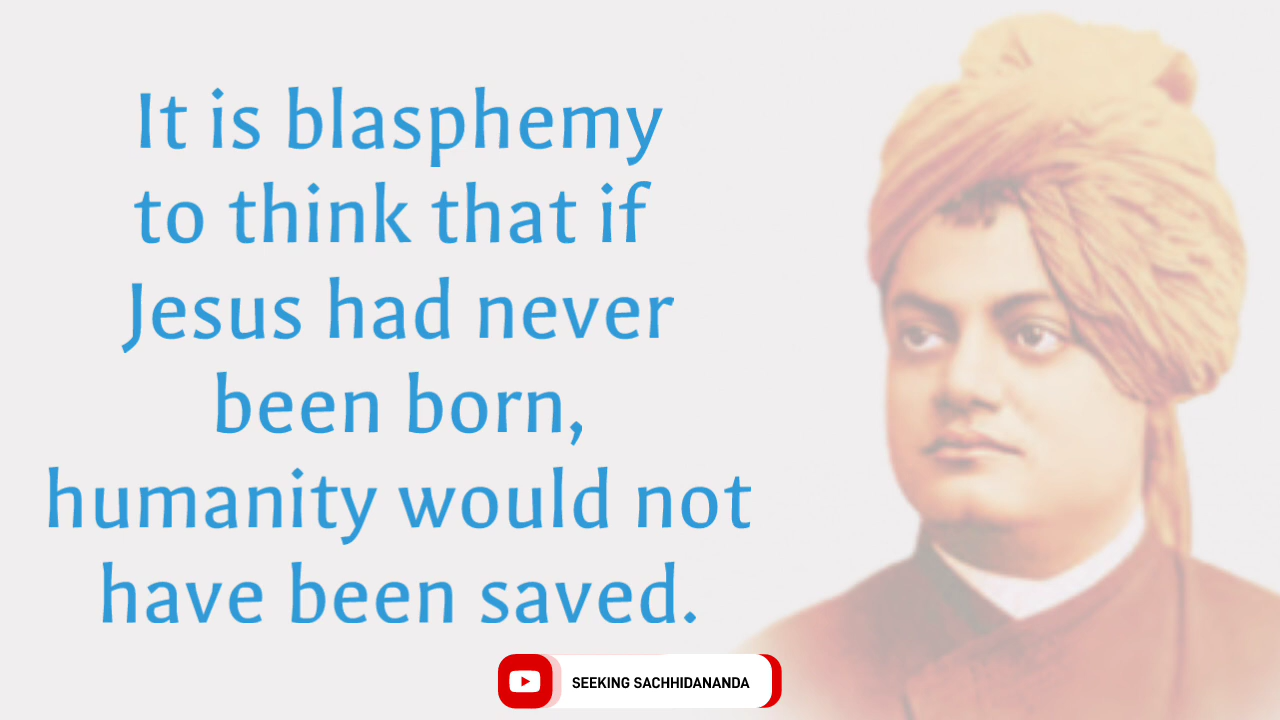 It is blasphemy
to think that if
Jesus had never
been born,
humanity would not
have been saved.
SEEKING SACHHIDANANDA